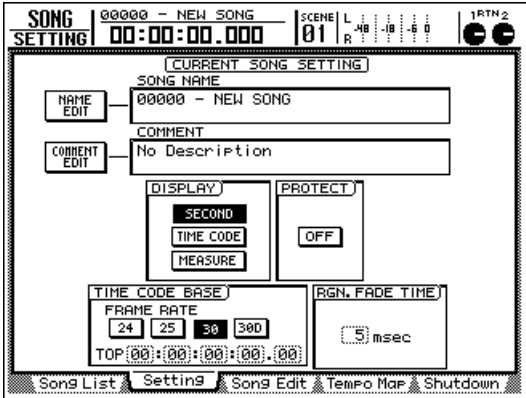 SONG SETTING
00000 - NEW SONG
00:00:00.000
SCENE 01
L R -48 -18 -6 0
1RTN2
CURRENT SONG SETTING
SONG NAME
NAME EDIT
00000 - NEW SONG
COMMENT
COMMENT EDIT
No Description
DISPLAY
PROTECT
SECOND
TIME CODE
OFF
MEASURE
TIME CODE BASE
RGN. FADE TIME
FRAME RATE
24 25 30 30D
5 msec
TOP 00:00:00:00.00
Song List Setting Song Edit Tempo Map Shutdown